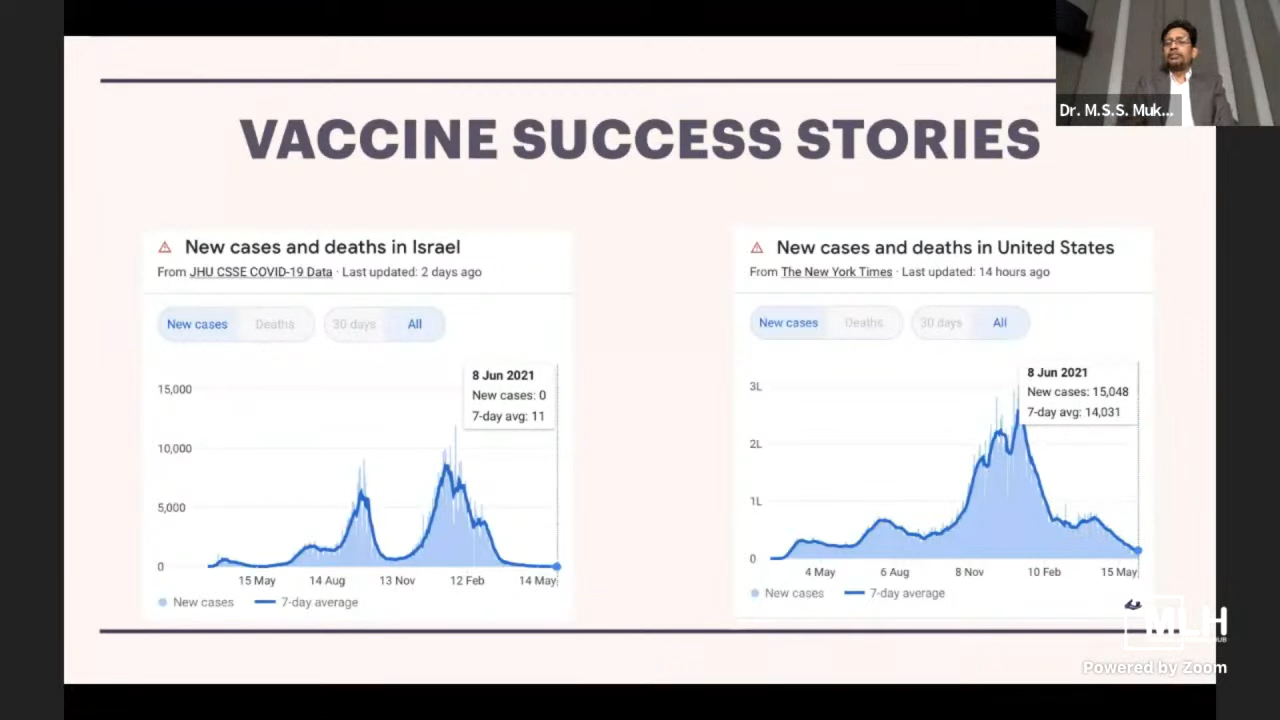 Dr. M.S.S. Muk...
VACCINE SUCCESS STORIES
New cases and deaths in Israel
From JHU CSSE COVID-19 Data · Last updated: 2 days ago
New cases Deaths 30 days All
8 Jun 2021
New cases: 0
7-day avg: 11
15,000
10,000
5,000
0
15 May 14 Aug 13 Nov 12 Feb 14 May
New cases 7-day average
New cases and deaths in United States
From The New York Times · Last updated: 14 hours ago
New cases Deaths 30 days All
8 Jun 2021
New cases: 15,048
7-day avg: 14,031
3L
2L
1L
0
4 May 6 Aug 8 Nov 10 Feb 15 May
New cases 7-day average
MLH
HUB
Powered by Zoom